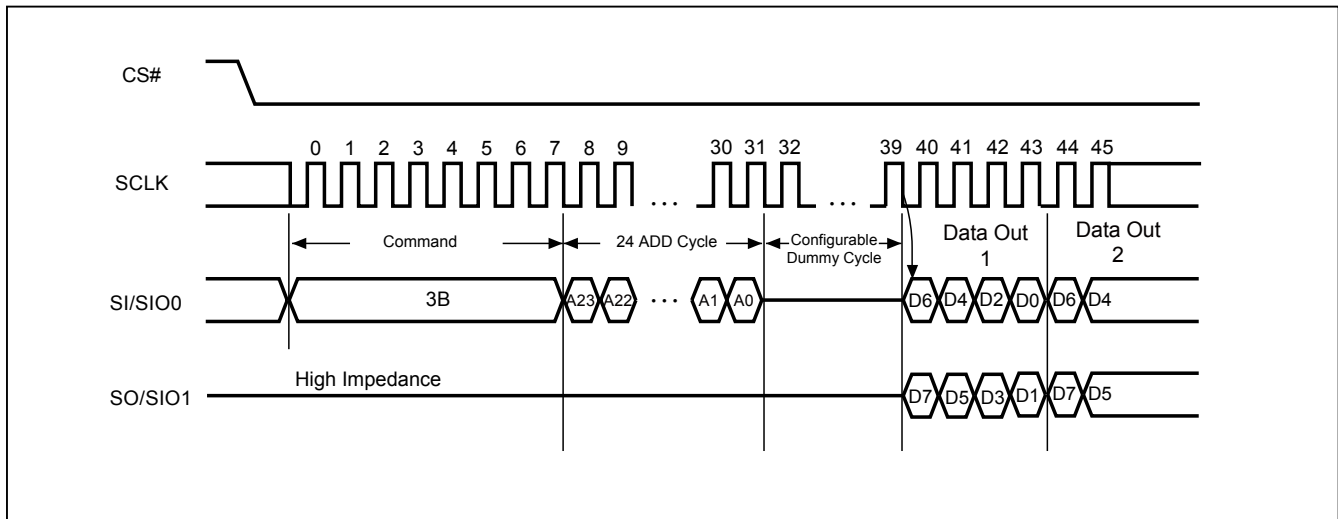 CS#
0 1 2 3 4 5 6 7 8 9 30 31 32 39 40 41 42 43 44 45
SCLK
... ...
Command 24 ADD Cycle Configurable Dummy Cycle Data Out 1 Data Out 2
SI/SIO0 3B A23 A22 ... A1 A0 D6 D4 D2 D0 D6 D4
High Impedance
SO/SIO1 D7 D5 D3 D1 D7 D5